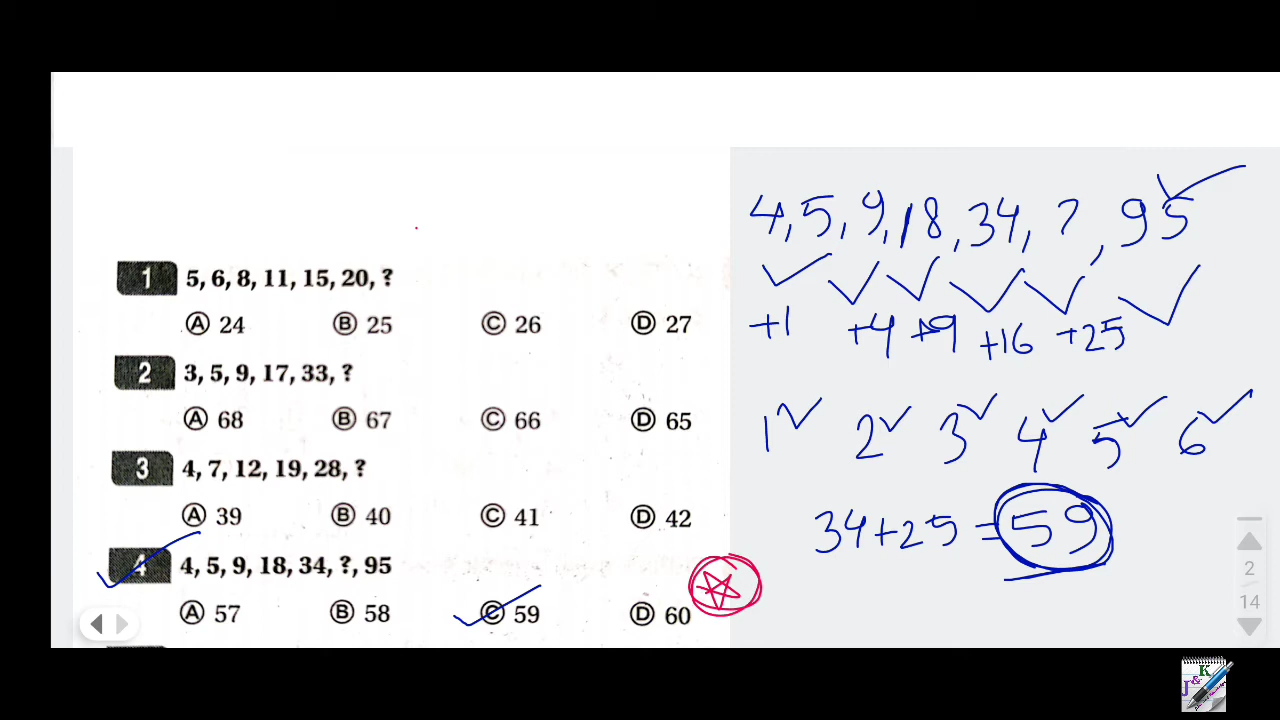 1 5, 6, 8, 11, 15, 20, ?
Ⓐ 24 Ⓑ 25 Ⓒ 26 Ⓓ 27
2 3, 5, 9, 17, 33, ?
Ⓐ 68 Ⓑ 67 Ⓒ 66 Ⓓ 65
3 4, 7, 12, 19, 28, ?
Ⓐ 39 Ⓑ 40 Ⓒ 41 Ⓓ 42
4 4, 5, 9, 18, 34, ?, 95
Ⓐ 57 Ⓑ 58 Ⓒ 59 Ⓓ 60
4, 5, 9, 18, 34, ?, 95
+1 +4 +9 +16 +25
1 2 3 4 5 6
34+25 = 59
2
14
J & K